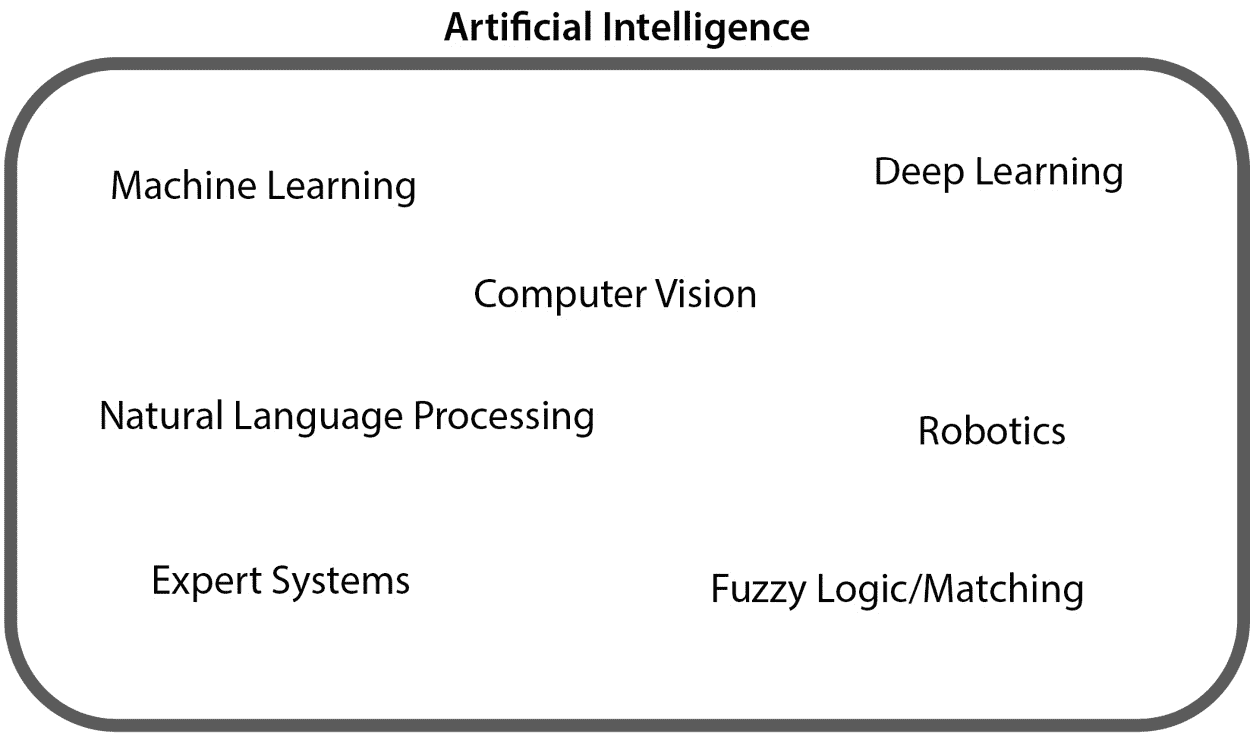 Artificial Intelligence
Machine Learning
Deep Learning
Computer Vision
Natural Language Processing
Robotics
Expert Systems
Fuzzy Logic/Matching